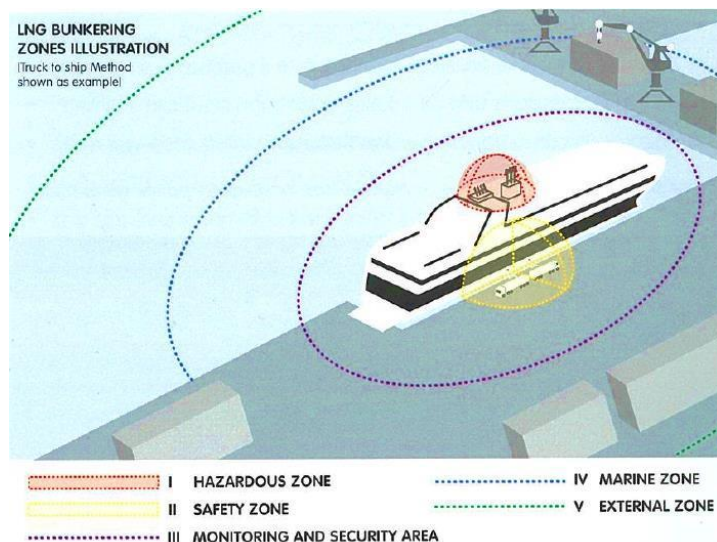 LNG BUNKERING
ZONES ILLUSTRATION
(Truck to ship Method
shown as example)
I HAZARDOUS ZONE
II SAFETY ZONE
III MONITORING AND SECURITY AREA
IV MARINE ZONE
V EXTERNAL ZONE